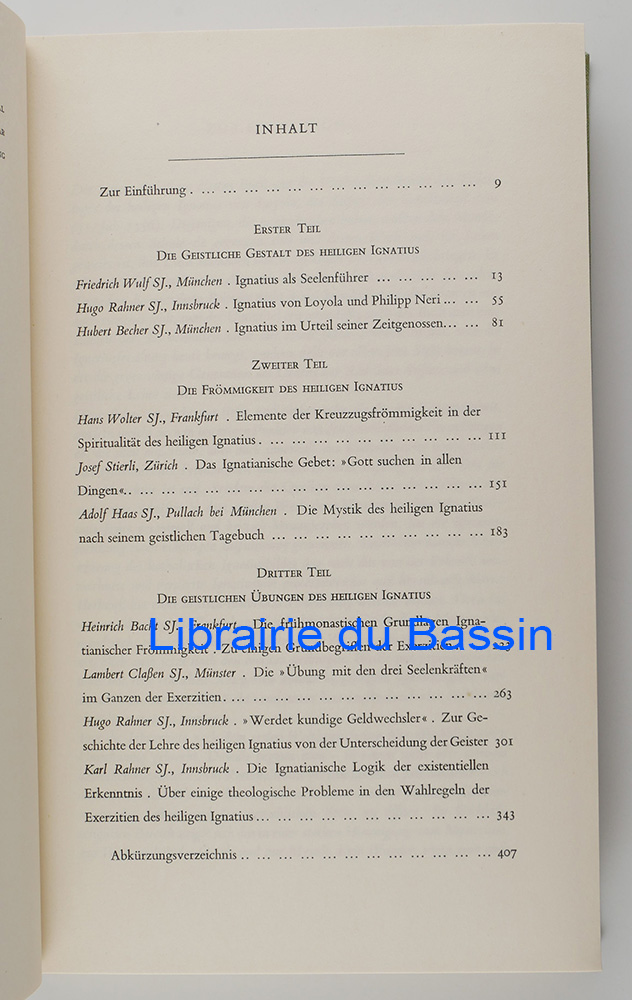 INHALT
Zur Einführung . ... ... ... ... ... ... ... ... ... ... ... ... ... 9
ERSTER TEIL
DIE GEISTLICHE GESTALT DES HEILIGEN IGNATIUS
Friedrich Wulf SJ., München . Ignatius als Seelenführer ... ... ... ... ... 13
Hugo Rahner SJ., Innsbruck . Ignatius von Loyola und Philipp Neri ... ... 55
Hubert Becher SJ., München . Ignatius im Urteil seiner Zeitgenossen... ... 81
ZWEITER TEIL
DIE FRÖMMIGKEIT DES HEILIGEN IGNATIUS
Hans Wolter SJ., Frankfurt . Elemente der Kreuzzugsfrömmigkeit in der
Spiritualität des heiligen Ignatius . ... ... ... ... ... ... ... ... ... ... 111
Josef Stierli, Zürich . Das Ignatianische Gebet: »Gott suchen in allen
Dingen«.. ... ... ... ... ... ... ... ... ... ... ... ... ... ... ... ... 151
Adolf Haas SJ., Pullach bei München . Die Mystik des heiligen Ignatius
nach seinem geistlichen Tagebuch ... ... ... ... ... ... ... ... ... ... 183
DRITTER TEIL
DIE GEISTLICHEN ÜBUNGEN DES HEILIGEN IGNATIUS
Heinrich Bacht SJ., Frankfurt . Die frühmonastischen Grundlagen Igna-
tianischer Frömmigkeit . Zu einigen Grundbegriffen der Exerzitien ..
Librairie du Bassin
Lambert Claßen SJ., Münster . Die »Übung mit den drei Seelenkräften«
im Ganzen der Exerzitien . ... ... ... ... ... ... ... ... ... ... ... ... 263
Hugo Rahner SJ., Innsbruck . »Werdet kundige Geldwechsler« . Zur Ge-
schichte der Lehre des heiligen Ignatius von der Unterscheidung der Geister 301
Karl Rahner SJ., Innsbruck . Die Ignatianische Logik der existentiellen
Erkenntnis . Über einige theologische Probleme in den Wahlregeln der
Exerzitien des heiligen Ignatius ... ... ... ... ... ... ... ... ... ... ... 343
Abkürzungsverzeichnis .. ... ... ... ... ... ... ... ... ... ... ... 407